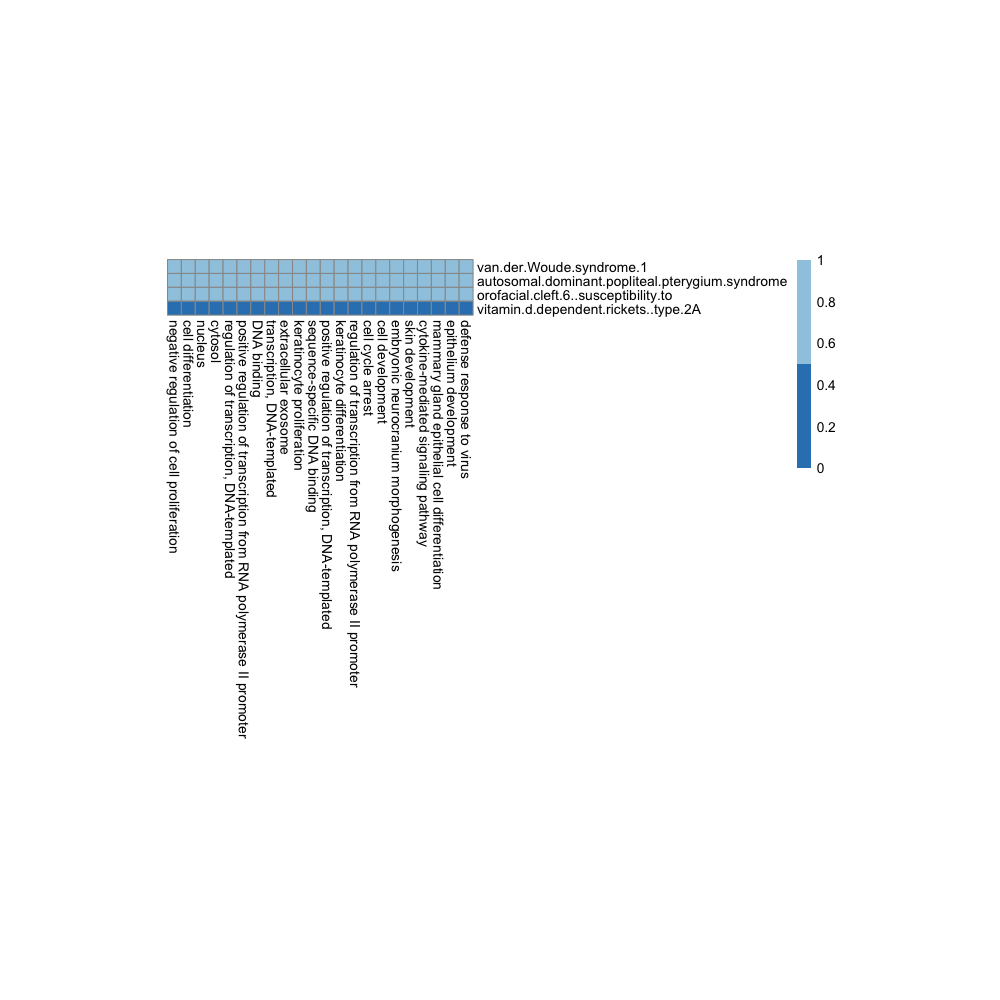 van.der.Woude.syndrome.1
autosomal.dominant.popliteal.pterygium.syndrome
orofacial.cleft.6..susceptibility.to
vitamin.d.dependent.rickets..type.2A
1
0.8
0.6
0.4
0.2
0
negative regulation of cell proliferation
cell differentiation
nucleus
cytosol
regulation of transcription, DNA-templated
positive regulation of transcription from RNA polymerase II promoter
DNA binding
transcription, DNA-templated
extracellular exosome
keratinocyte proliferation
sequence-specific DNA binding
positive regulation of transcription, DNA-templated
keratinocyte differentiation
regulation of transcription from RNA polymerase II promoter
cell cycle arrest
cell development
embryonic neurocranium morphogenesis
skin development
cytokine-mediated signaling pathway
mammary gland epithelial cell differentiation
epithelium development
defense response to virus